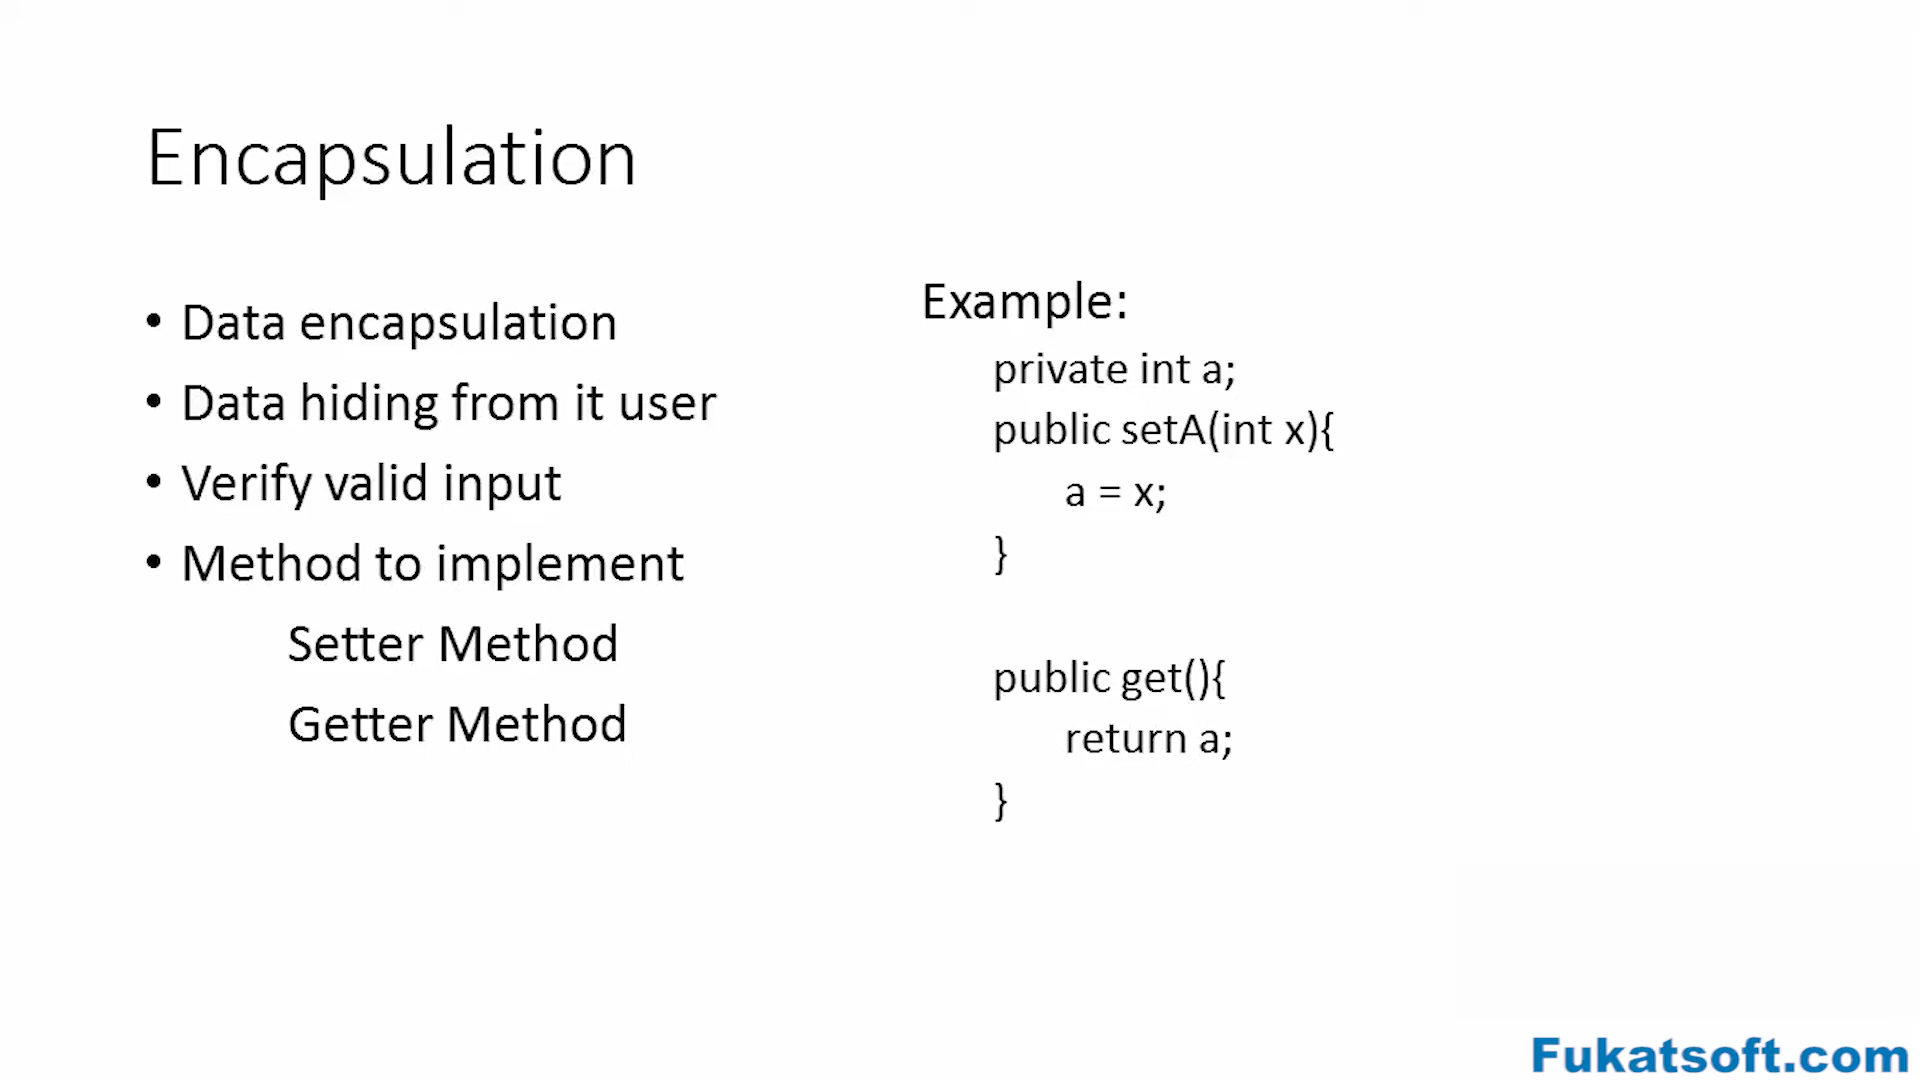 Encapsulation
• Data encapsulation
• Data hiding from it user
• Verify valid input
• Method to implement
Setter Method
Getter Method
Example:
private int a;
public setA(int x){
a = x;
}
public get(){
return a;
}
Fukatsoft.com